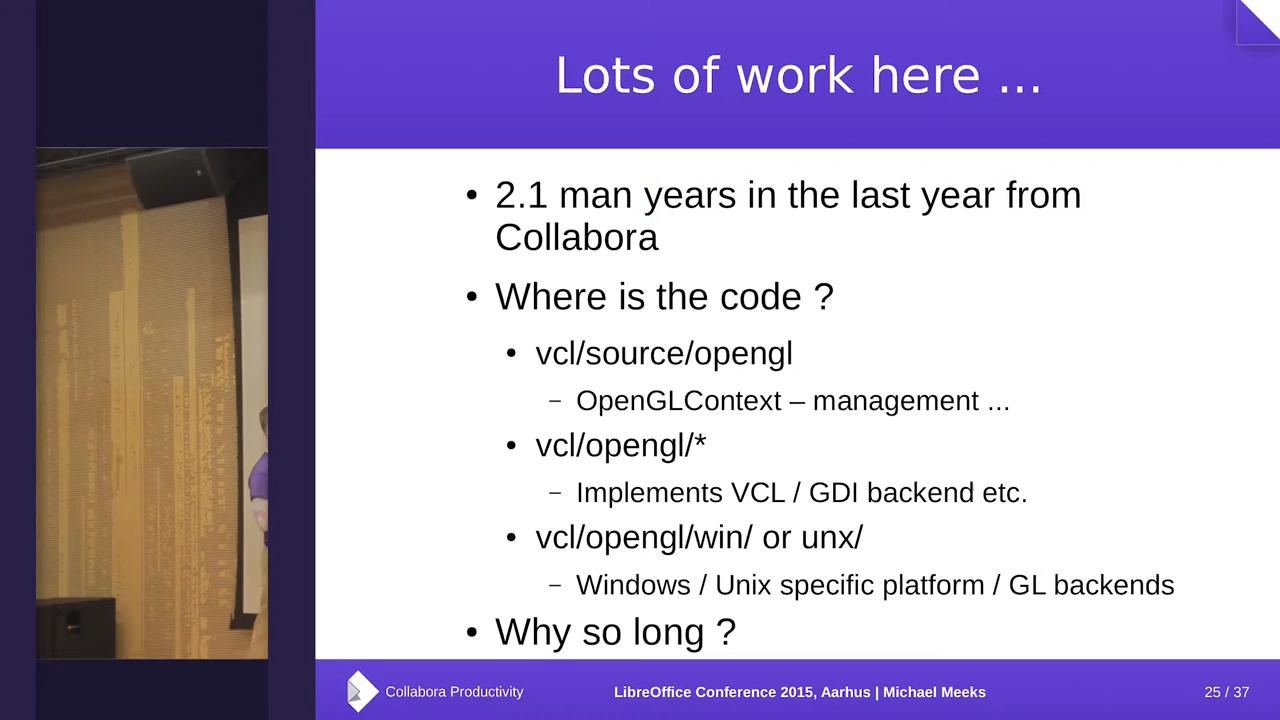 Lots of work here ...
• 2.1 man years in the last year from
Collabora
• Where is the code ?
• vcl/source/opengl
– OpenGLContext – management ...
• vcl/opengl/*
– Implements VCL / GDI backend etc.
• vcl/opengl/win/ or unx/
– Windows / Unix specific platform / GL backends
• Why so long ?
Collabora Productivity
LibreOffice Conference 2015, Aarhus | Michael Meeks
25 / 37